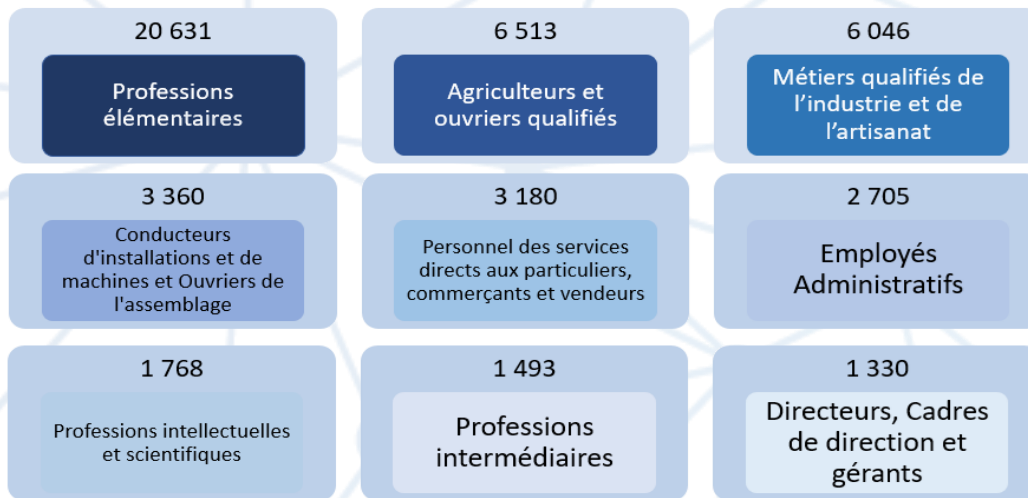 20 631
Professions
élémentaires
6 513
Agriculteurs et
ouvriers qualifiés
6 046
Métiers qualifiés de
l’industrie et de
l’artisanat
3 360
Conducteurs
d'installations et de
machines et Ouvriers de
l'assemblage
3 180
Personnel des services
directs aux particuliers,
commerçants et vendeurs
2 705
Employés
Administratifs
1 768
Professions intellectuelles
et scientifiques
1 493
Professions
intermédiaires
1 330
Directeurs, Cadres
de direction et
gérants